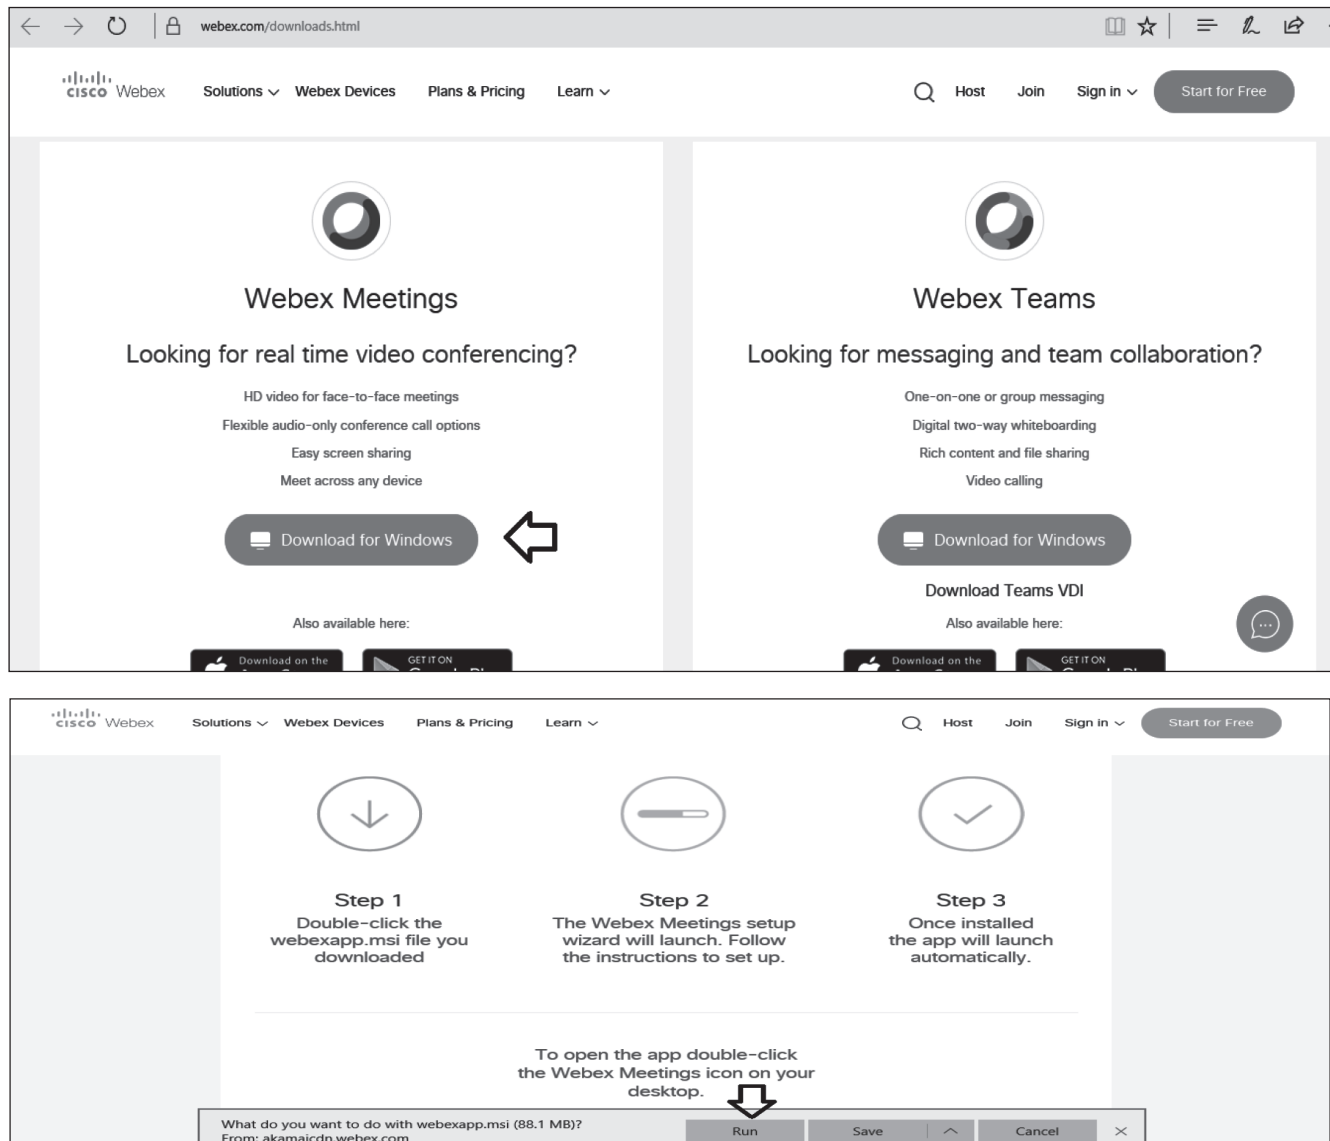 webex.com/downloads.html
cisco Webex Solutions Webex Devices Plans & Pricing Learn Host Join Sign in Start for Free
Webex Meetings
Looking for real time video conferencing?
HD video for face-to-face meetings
Flexible audio-only conference call options
Easy screen sharing
Meet across any device
Download for Windows
Also available here:
Download on the
GET IT ON
Webex Teams
Looking for messaging and team collaboration?
One-on-one or group messaging
Digital two-way whiteboarding
Rich content and file sharing
Video calling
Download for Windows
Download Teams VDI
Also available here:
Download on the
GET IT ON
cisco Webex Solutions Webex Devices Plans & Pricing Learn Host Join Sign in Start for Free
Step 1
Double-click the
webexapp.msi file you
downloaded
Step 2
The Webex Meetings setup
wizard will launch. Follow
the instructions to set up.
Step 3
Once installed
the app will launch
automatically.
To open the app double-click
the Webex Meetings icon on your
desktop.
What do you want to do with webexapp.msi (88.1 MB)?
From: akamaicdn.webex.com
Run Save Cancel